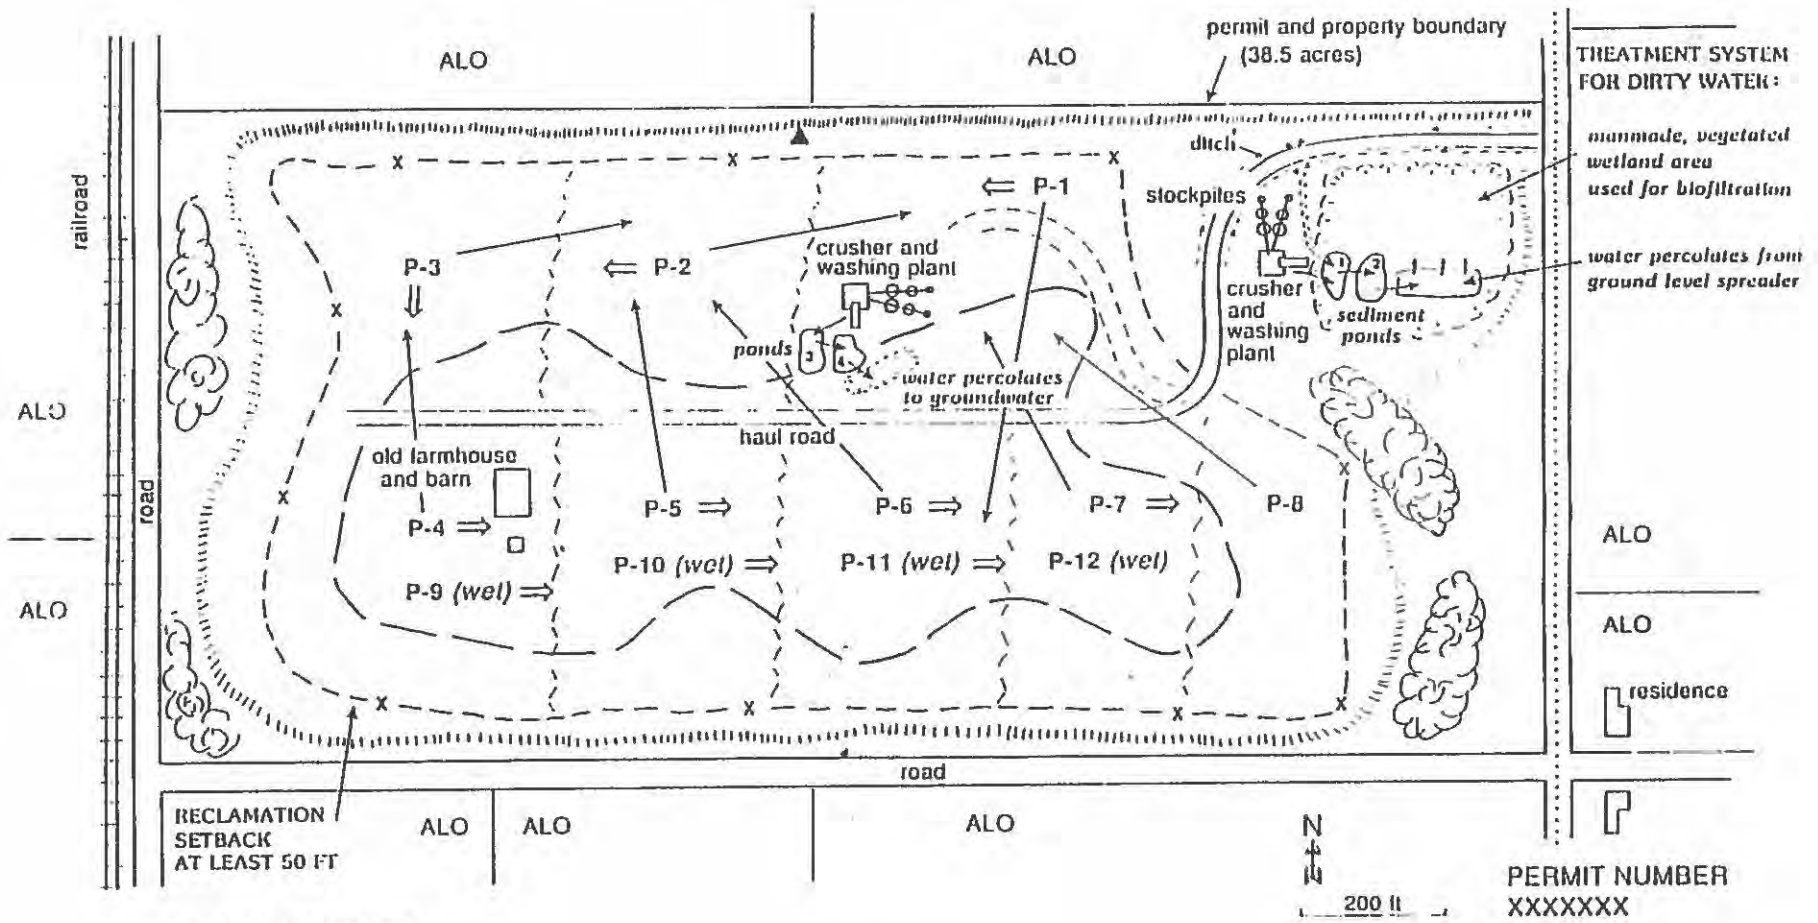 permit and property boundary
(38.5 acres)
ALO
ALO
TREATMENT SYSTEM
FOR DIRTY WATER:
manmade, vegetated
wetland area
used for biofiltration
ditch
railroad
P-1
stockpiles
P-3
P-2
crusher and
washing plant
water percolates from
ground level spreader
1
2
crusher
and
washing
plant
sediment
ponds
ponds
3
4
water percolates
to groundwater
ALO
haul road
old farmhouse
and barn
road
P-4
P-5
P-6
P-7
P-8
ALO
P-9 (wet)
P-10 (wet)
P-11 (wet)
P-12 (wet)
ALO
ALO
residence
road
RECLAMATION
SETBACK
AT LEAST 50 FT
ALO
ALO
ALO
N
200 ft
PERMIT NUMBER
XXXXXXX